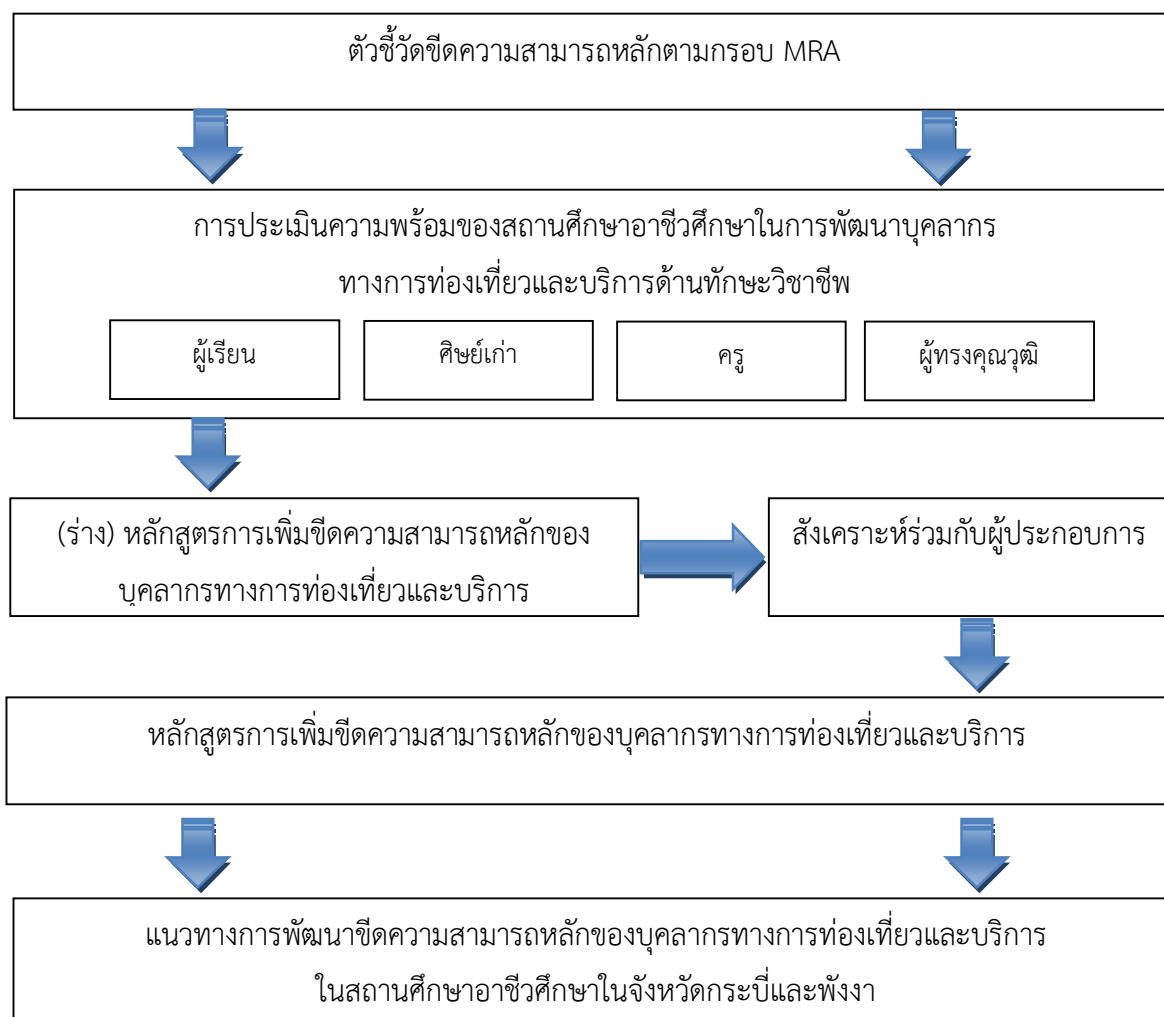 ตัวชี้วัดขีดความสามารถหลักตามกรอบ MRA
การประเมินความพร้อมของสถานศึกษาอาชีวศึกษาในการพัฒนาบุคลากร
ทางการท่องเที่ยวและบริการด้านทักษะวิชาชีพ
ผู้เรียน
ศิษย์เก่า
ครู
ผู้ทรงคุณวุฒิ
(ร่าง) หลักสูตรการเพิ่มขีดความสามารถหลักของ
บุคลากรทางการท่องเที่ยวและบริการ
สังเคราะห์ร่วมกับผู้ประกอบการ
หลักสูตรการเพิ่มขีดความสามารถหลักของบุคลากรทางการท่องเที่ยวและบริการ
แนวทางการพัฒนาขีดความสามารถหลักของบุคลากรทางการท่องเที่ยวและบริการ
ในสถานศึกษาอาชีวศึกษาในจังหวัดกระบี่และพังงา